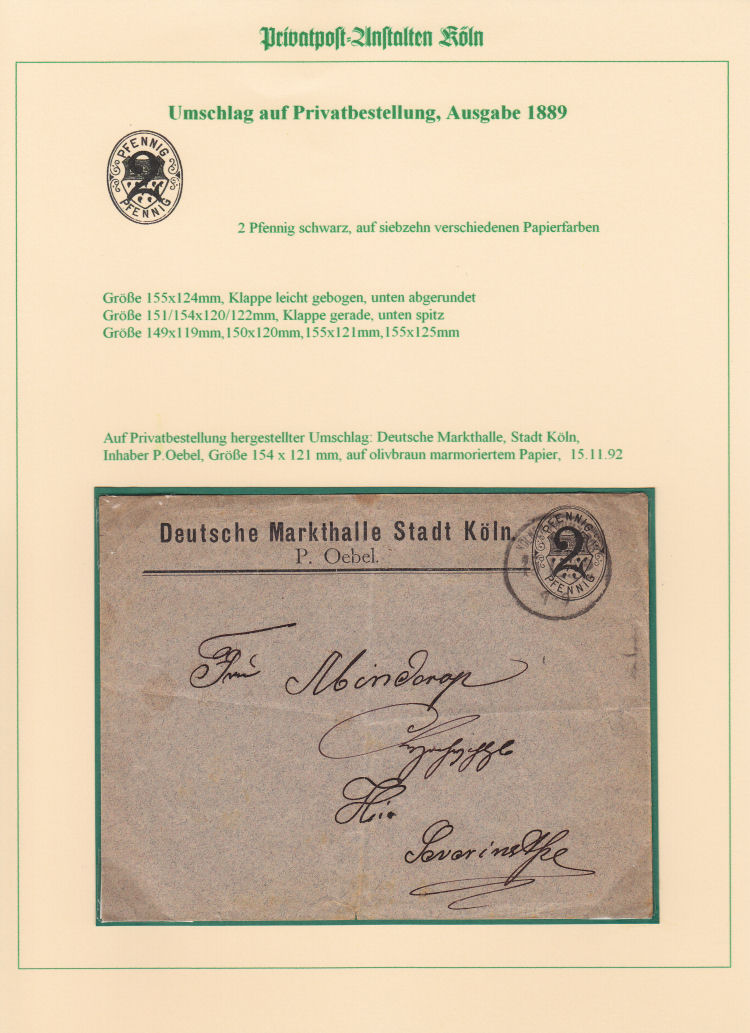 Privatpost-Anstalten Köln
Umschlag auf Privatbestellung, Ausgabe 1889
PFENNIG
2
PFENNIG
2 Pfennig schwarz, auf siebzehn verschiedenen Papierfarben
Größe 155x124mm, Klappe leicht gebogen, unten abgerundet
Größe 151/154x120/122mm, Klappe gerade, unten spitz
Größe 149x119mm,150x120mm,155x121mm,155x125mm
Auf Privatbestellung hergestellter Umschlag: Deutsche Markthalle, Stadt Köln,
Inhaber P.Oebel, Größe 154 x 121 mm, auf olivbraun marmoriertem Papier, 15.11.92
Deutsche Markthalle Stadt Köln.
P. Oebel.
PFENNIG
2
PFENNIG
Frau Mindorop
Hier
Severinstße